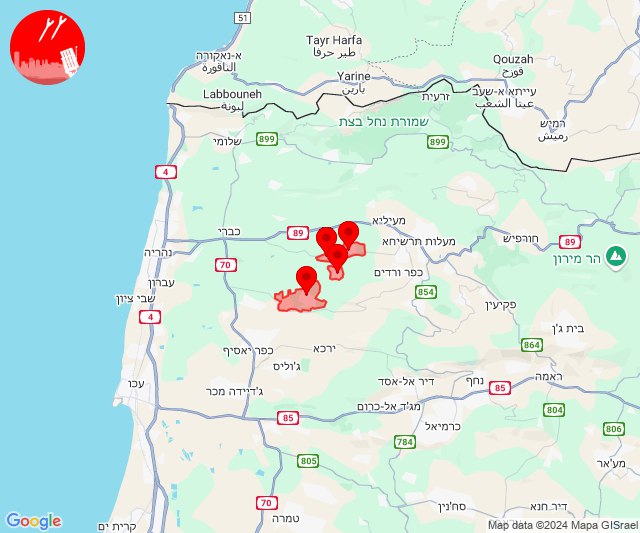 51
Tayr Harfa
طير حرفا
א-נאקורה
الناقورة
Yarine
يارين
Qouzah
قوزح
Labbouneh
لبونة
זרעית
עייתא א-שעב
عيتا الشعب
רמיש
رميش
899
שלומי
שמורת נחל בצת
899
4
מעיליא
כברי
89
מעלות תרשיחא
חורפיש
89
נהריה
70
כפר ורדים
הר מירון
עברון
854
שבי ציון
פקיעין
4
בית ג'ן
ירכא
כפר יאסיף
864
ג'וליס
ראמה
נחף
דיר אל-אסד
85
עכו
ג'דיידה מכר
מג'ד אל-כרום
804
85
כרמיאל
806
784
805
מע'אר
70
סח'נין
דיר חנא
טמרה
Google
קרית ים
Map data ©2024 Mapa GISrael